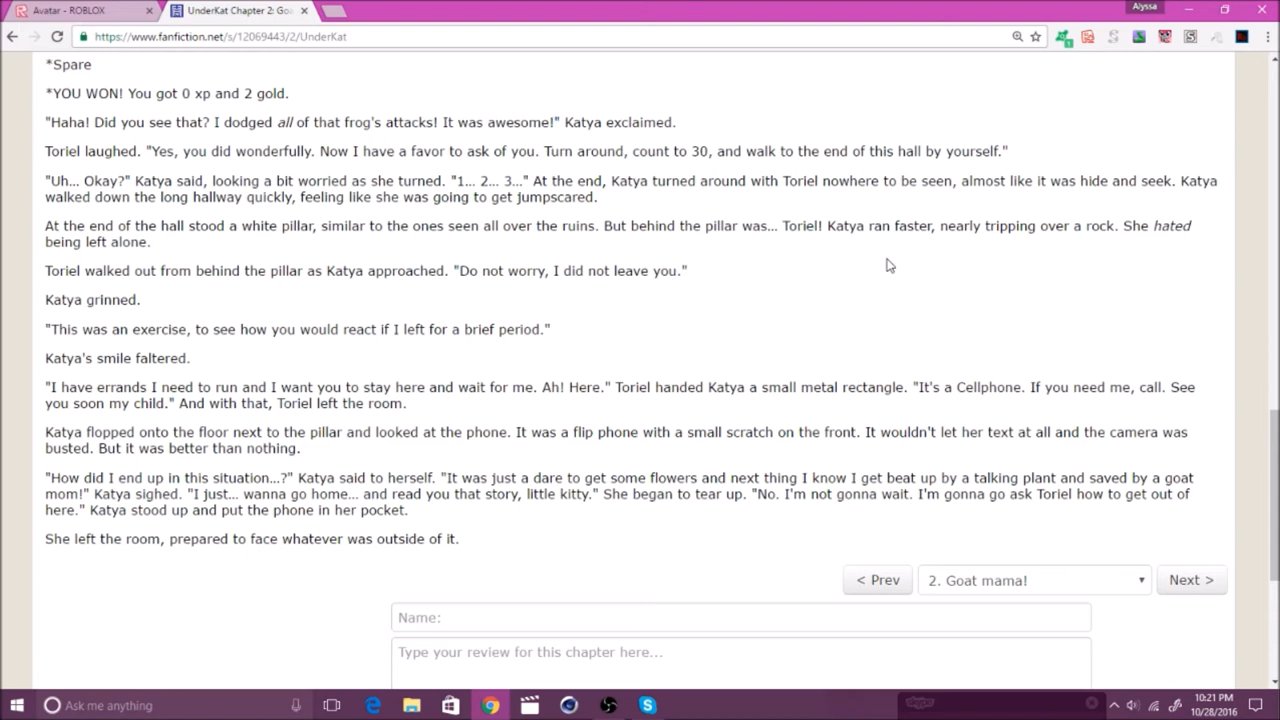 Avatar - ROBLOX
UnderKat Chapter 2: Goa
Alyssa
https://www.fanfiction.net/s/12069443/2/UnderKat
*Spare
*YOU WON! You got 0 xp and 2 gold.
"Haha! Did you see that? I dodged all of that frog's attacks! It was awesome!" Katya exclaimed.
Toriel laughed. "Yes, you did wonderfully. Now I have a favor to ask of you. Turn around, count to 30, and walk to the end of this hall by yourself."
"Uh... Okay?" Katya said, looking a bit worried as she turned. "1... 2... 3..." At the end, Katya turned around with Toriel nowhere to be seen, almost like it was hide and seek. Katya
walked down the long hallway quickly, feeling like she was going to get jumpscared.
At the end of the hall stood a white pillar, similar to the ones seen all over the ruins. But behind the pillar was... Toriel! Katya ran faster, nearly tripping over a rock. She hated
being left alone.
Toriel walked out from behind the pillar as Katya approached. "Do not worry, I did not leave you."
Katya grinned.
"This was an exercise, to see how you would react if I left for a brief period."
Katya's smile faltered.
"I have errands I need to run and I want you to stay here and wait for me. Ah! Here." Toriel handed Katya a small metal rectangle. "It's a Cellphone. If you need me, call. See
you soon my child." And with that, Toriel left the room.
Katya flopped onto the floor next to the pillar and looked at the phone. It was a flip phone with a small scratch on the front. It wouldn't let her text at all and the camera was
busted. But it was better than nothing.
"How did I end up in this situation...?" Katya said to herself. "It was just a dare to get some flowers and next thing I know I get beat up by a talking plant and saved by a goat
mom!" Katya sighed. "I just... wanna go home... and read you that story, little kitty." She began to tear up. "No. I'm not gonna wait. I'm gonna go ask Toriel how to get out of
here." Katya stood up and put the phone in her pocket.
She left the room, prepared to face whatever was outside of it.
< Prev
2. Goat mama!
Next >
Name:
Type your review for this chapter here...
Ask me anything
10:21 PM
10/28/2016